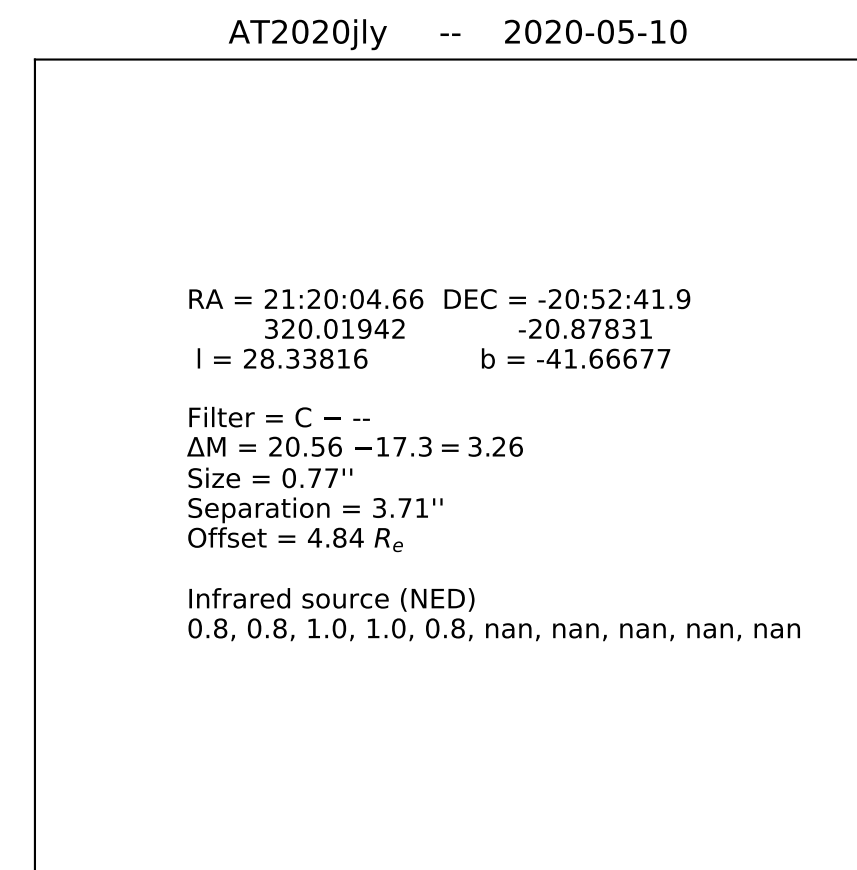 AT2020jly -- 2020-05-10
RA = 21:20:04.66 DEC = -20:52:41.9
320.01942 -20.87831
l = 28.33816 b = -41.66677
Filter = C − --
ΔM = 20.56 −17.3 = 3.26
Size = 0.77''
Separation = 3.71''
Offset = 4.84 Re
Infrared source (NED)
0.8, 0.8, 1.0, 1.0, 0.8, nan, nan, nan, nan, nan